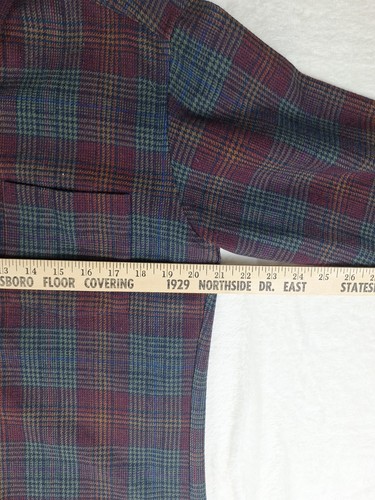 13 14 15 16 17 18 19 20 21 22 23 24 25 26
SBORO FLOOR COVERING 1929 NORTHSIDE DR. EAST STATESB